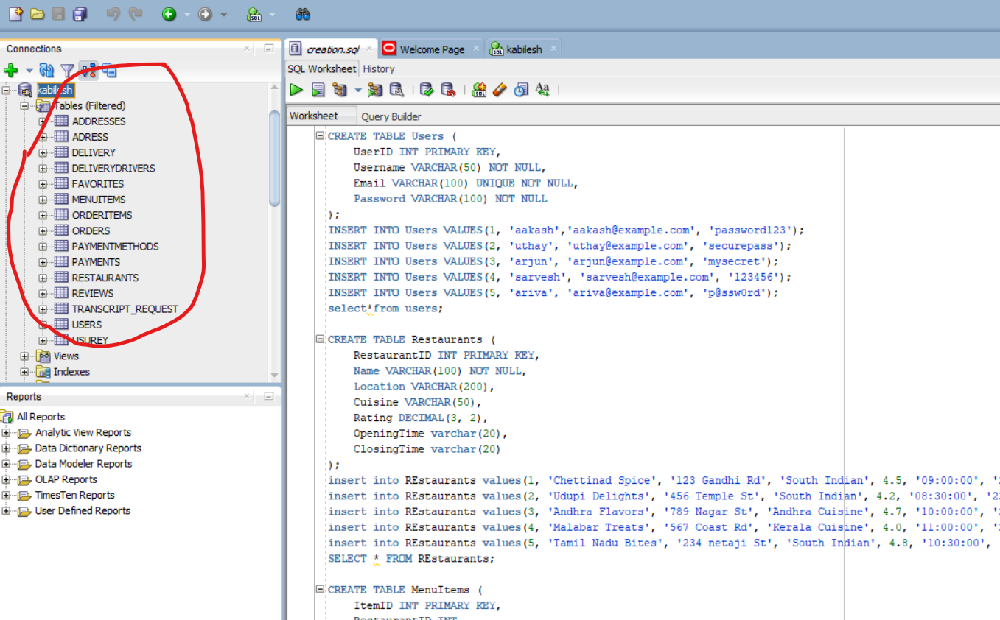 SQL
Connections
creation.sql
Welcome Page
kabilesh
SQL Worksheet
History
kabilesh
Tables (Filtered)
ADDRESSES
ADRESS
DELIVERY
DELIVERYDRIVERS
FAVORITES
MENUITEMS
ORDERITEMS
ORDERS
PAYMENTMETHODS
PAYMENTS
RESTAURANTS
REVIEWS
TRANSCRIPT_REQUEST
USERS
USUREY
Views
Indexes
Reports
All Reports
Analytic View Reports
Data Dictionary Reports
Data Modeler Reports
OLAP Reports
TimesTen Reports
User Defined Reports
Worksheet
Query Builder
CREATE TABLE Users (
UserID INT PRIMARY KEY,
Username VARCHAR(50) NOT NULL,
Email VARCHAR(100) UNIQUE NOT NULL,
Password VARCHAR(100) NOT NULL
);
INSERT INTO Users VALUES(1, 'aakash','aakash@example.com', 'password123');
INSERT INTO Users VALUES(2, 'uthay', 'uthay@example.com', 'securepass');
INSERT INTO Users VALUES(3, 'arjun', 'arjun@example.com', 'mysecret');
INSERT INTO Users VALUES(4, 'sarvesh', 'sarvesh@example.com', '123456');
INSERT INTO Users VALUES(5, 'ariva', 'ariva@example.com', 'p@ssw0rd');
select*from users;
CREATE TABLE Restaurants (
RestaurantID INT PRIMARY KEY,
Name VARCHAR(100) NOT NULL,
Location VARCHAR(200),
Cuisine VARCHAR(50),
Rating DECIMAL(3, 2),
OpeningTime varchar(20),
ClosingTime varchar(20)
);
insert into REstaurants values(1, 'Chettinad Spice', '123 Gandhi Rd', 'South Indian', 4.5, '09:00:00',
insert into REstaurants values(2, 'Udupi Delights', '456 Temple St', 'South Indian', 4.2, '08:30:00',
insert into REstaurants values(3, 'Andhra Flavors', '789 Nagar St', 'Andhra Cuisine', 4.7, '10:00:00',
insert into REstaurants values(4, 'Malabar Treats', '567 Coast Rd', 'Kerala Cuisine', 4.0, '11:00:00',
insert into REstaurants values(5, 'Tamil Nadu Bites', '234 netaji St', 'South Indian', 4.8, '10:30:00',
SELECT * FROM REstaurants;
CREATE TABLE MenuItems (
ItemID INT PRIMARY KEY,
RestaurantID INT